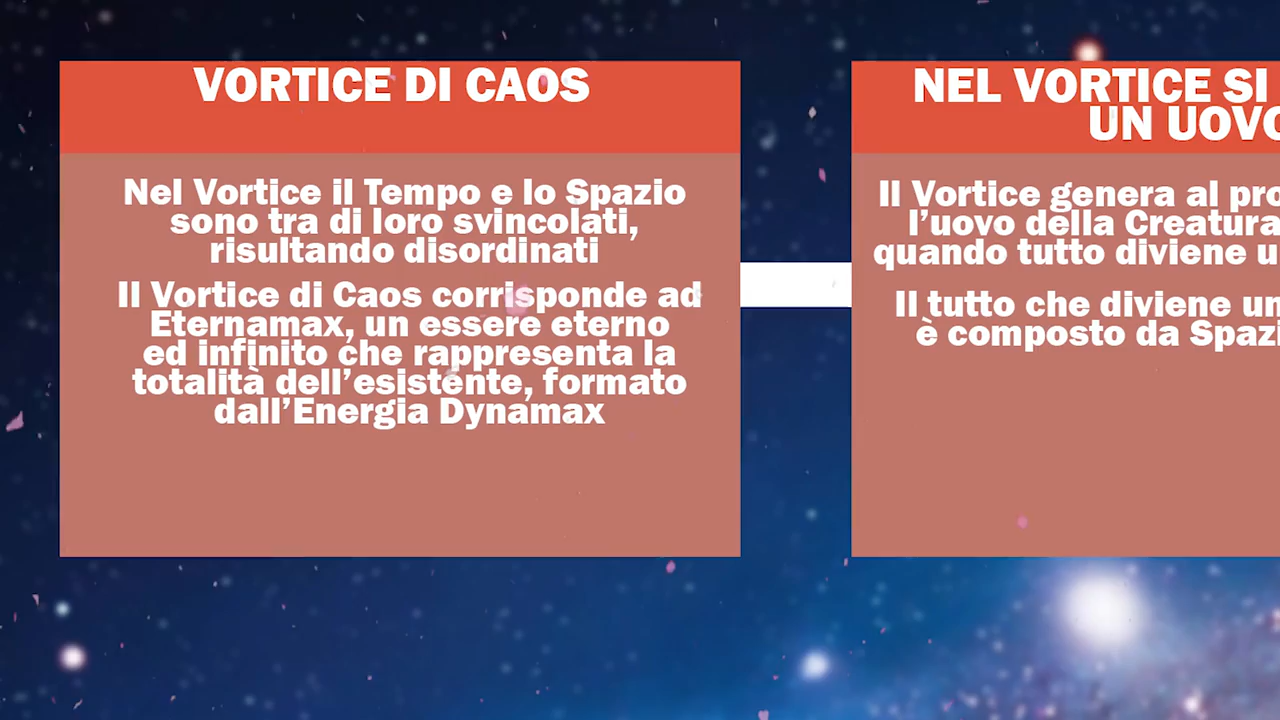 VORTICE DI CAOS
Nel Vortice il Tempo e lo Spazio
sono tra di loro svincolati,
risultando disordinati
Il Vortice di Caos corrisponde ad
Eternamax, un essere eterno
ed infinito che rappresenta la
totalità dell'esistente, formato
dall'Energia Dynamax
NEL VORTICE SI
UN UOVO
Il Vortice genera al
l'uovo della Creatura
quando tutto diviene
Il tutto che diviene
è composto da